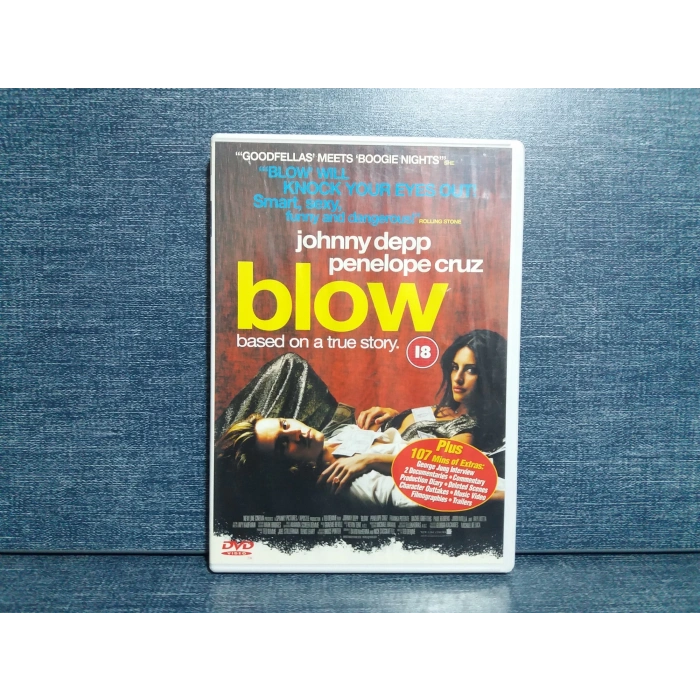 "'GOODFELLAS' MEETS 'BOOGIE NIGHTS'"
"'BLOW' WILL
KNOCK YOUR EYES OUT!
Smart, sexy,
funny and dangerous" ROLLING STONE
johnny depp
penelope cruz
blow
based on a true story.
18
Plus
107 Mins of Extras:
George Jung Interview
2 Documentaries • Commentary
Production Diary • Deleted Scenes
Character Outtakes • Music Video
Filmographies • Trailers
DVD
VIDEO